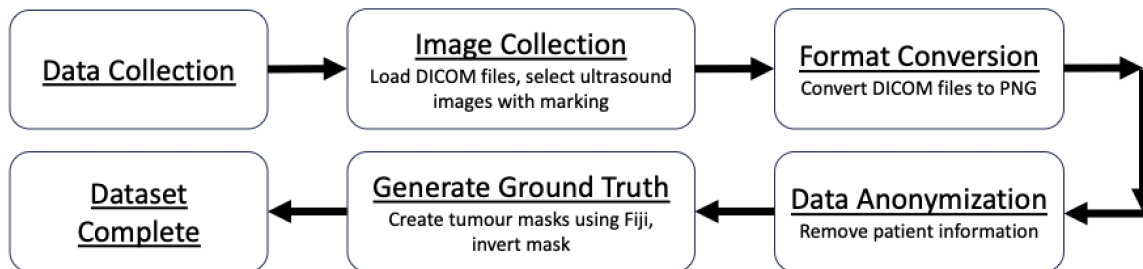 Data Collection
Image Collection
Load DICOM files, select ultrasound
images with marking
Format Conversion
Convert DICOM files to PNG
Data Anonymization
Remove patient information
Generate Ground Truth
Create tumour masks using Fiji,
invert mask
Dataset
Complete